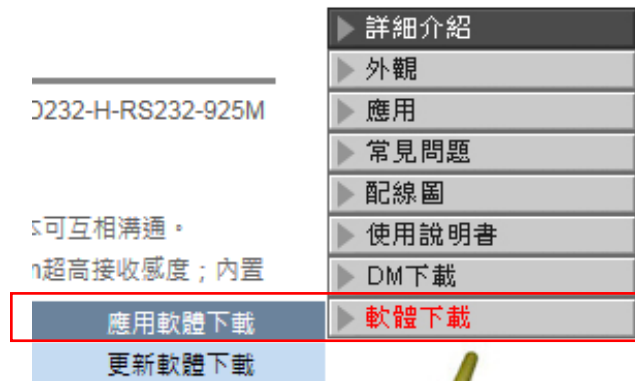 詳細介紹
外觀
0232-H-RS232-925M
應用
常見問題
配線圖
可互相溝通。
使用說明書
超高接收感度；內置
DM下載
應用軟體下載
軟體下載
更新軟體下載